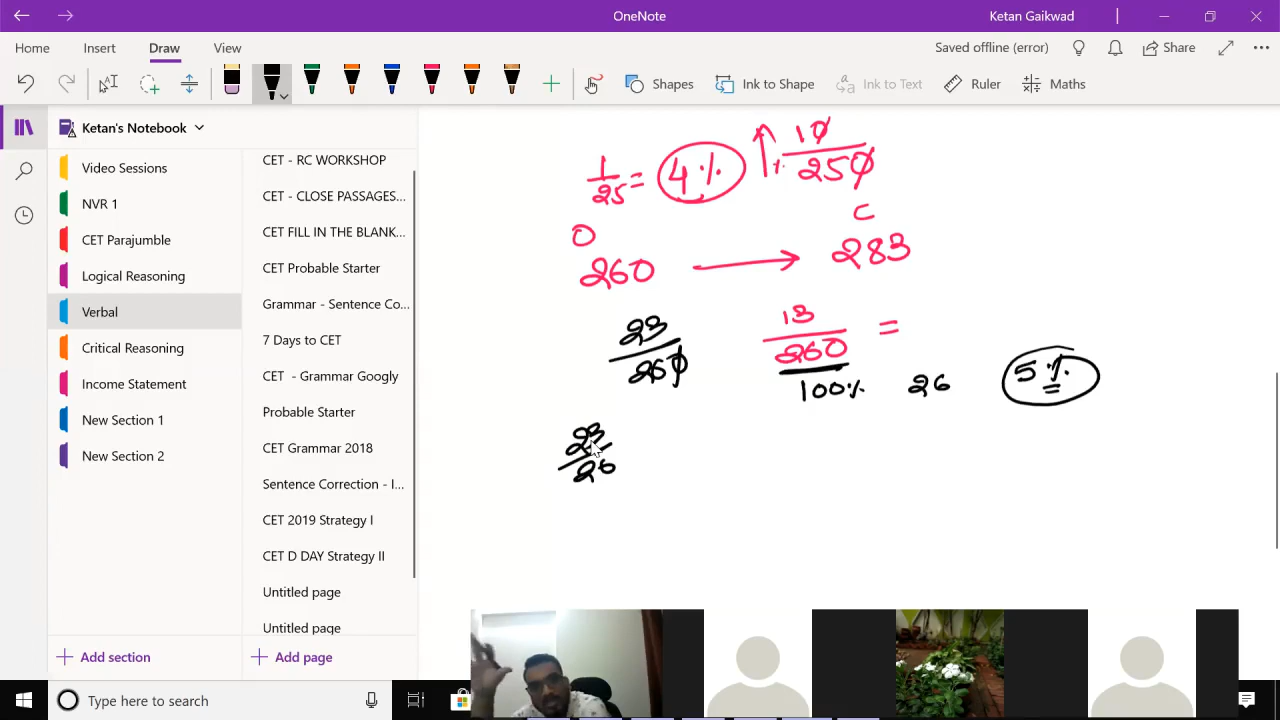 OneNote
Ketan Gaikwad
Home Insert Draw View
Saved offline (error) Share
Shapes Ink to Shape Ink to Text Ruler Maths
Ketan's Notebook
Video Sessions
NVR 1
CET Parajumble
Logical Reasoning
Verbal
Critical Reasoning
Income Statement
New Section 1
New Section 2
Add section
CET - RC WORKSHOP
CET - CLOSE PASSAGES...
CET FILL IN THE BLANK...
CET Probable Starter
Grammar - Sentence Co...
7 Days to CET
CET - Grammar Googly
Probable Starter
CET Grammar 2018
Sentence Correction - I...
CET 2019 Strategy I
CET D DAY Strategy II
Untitled page
Untitled page
Add page
1/25 = 4% ↑ % 10/250
O C
260 → 283
23/260 13/260 =
100% 26 5%
23/26
Type here to search